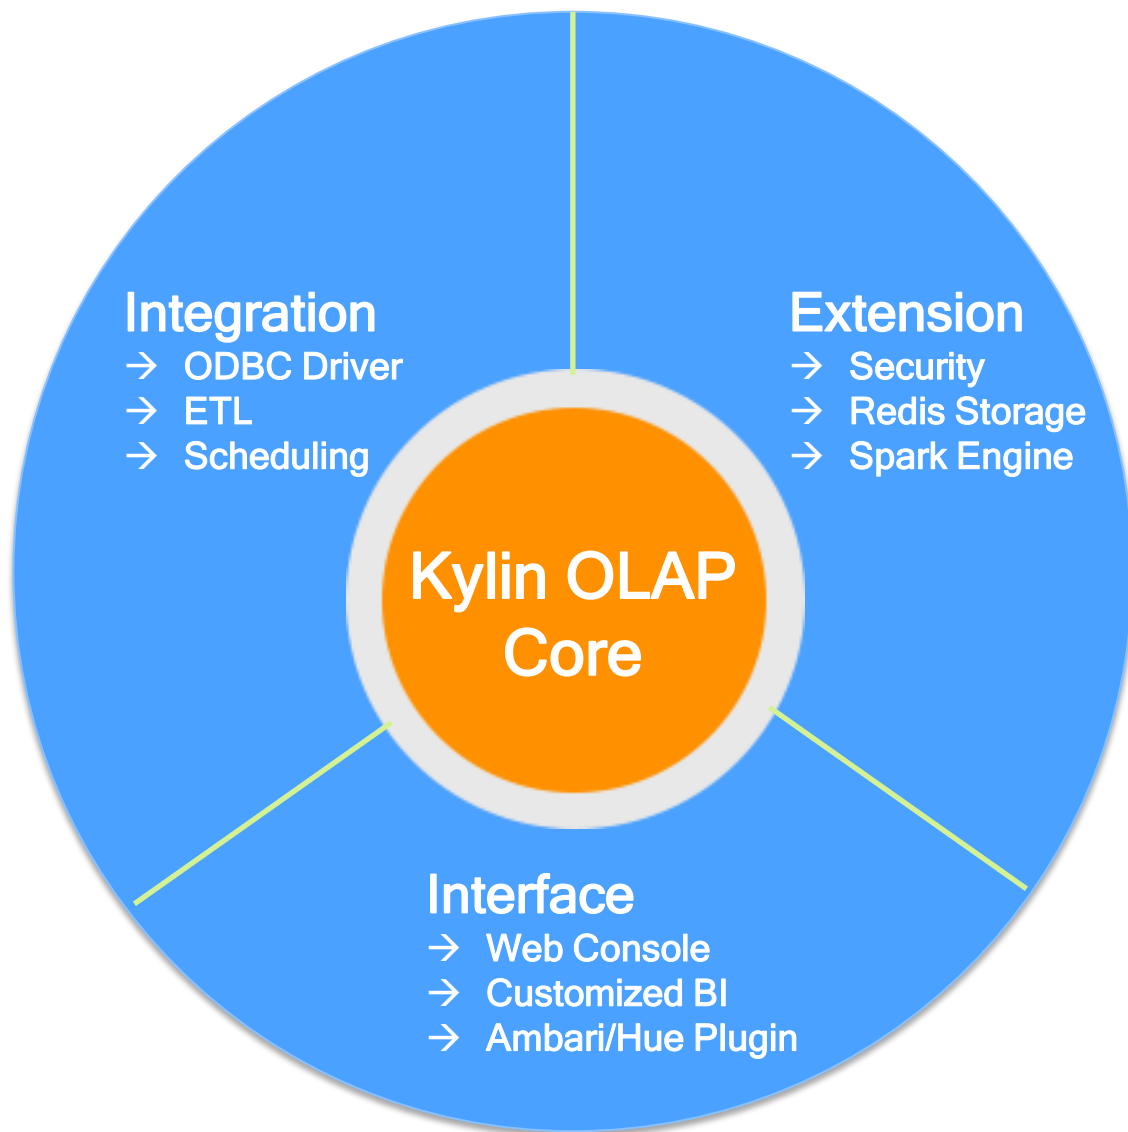 Integration
→ ODBC Driver
→ ETL
→ Scheduling
Extension
→ Security
→ Redis Storage
→ Spark Engine
Kylin OLAP
Core
Interface
→ Web Console
→ Customized BI
→ Ambari/Hue Plugin